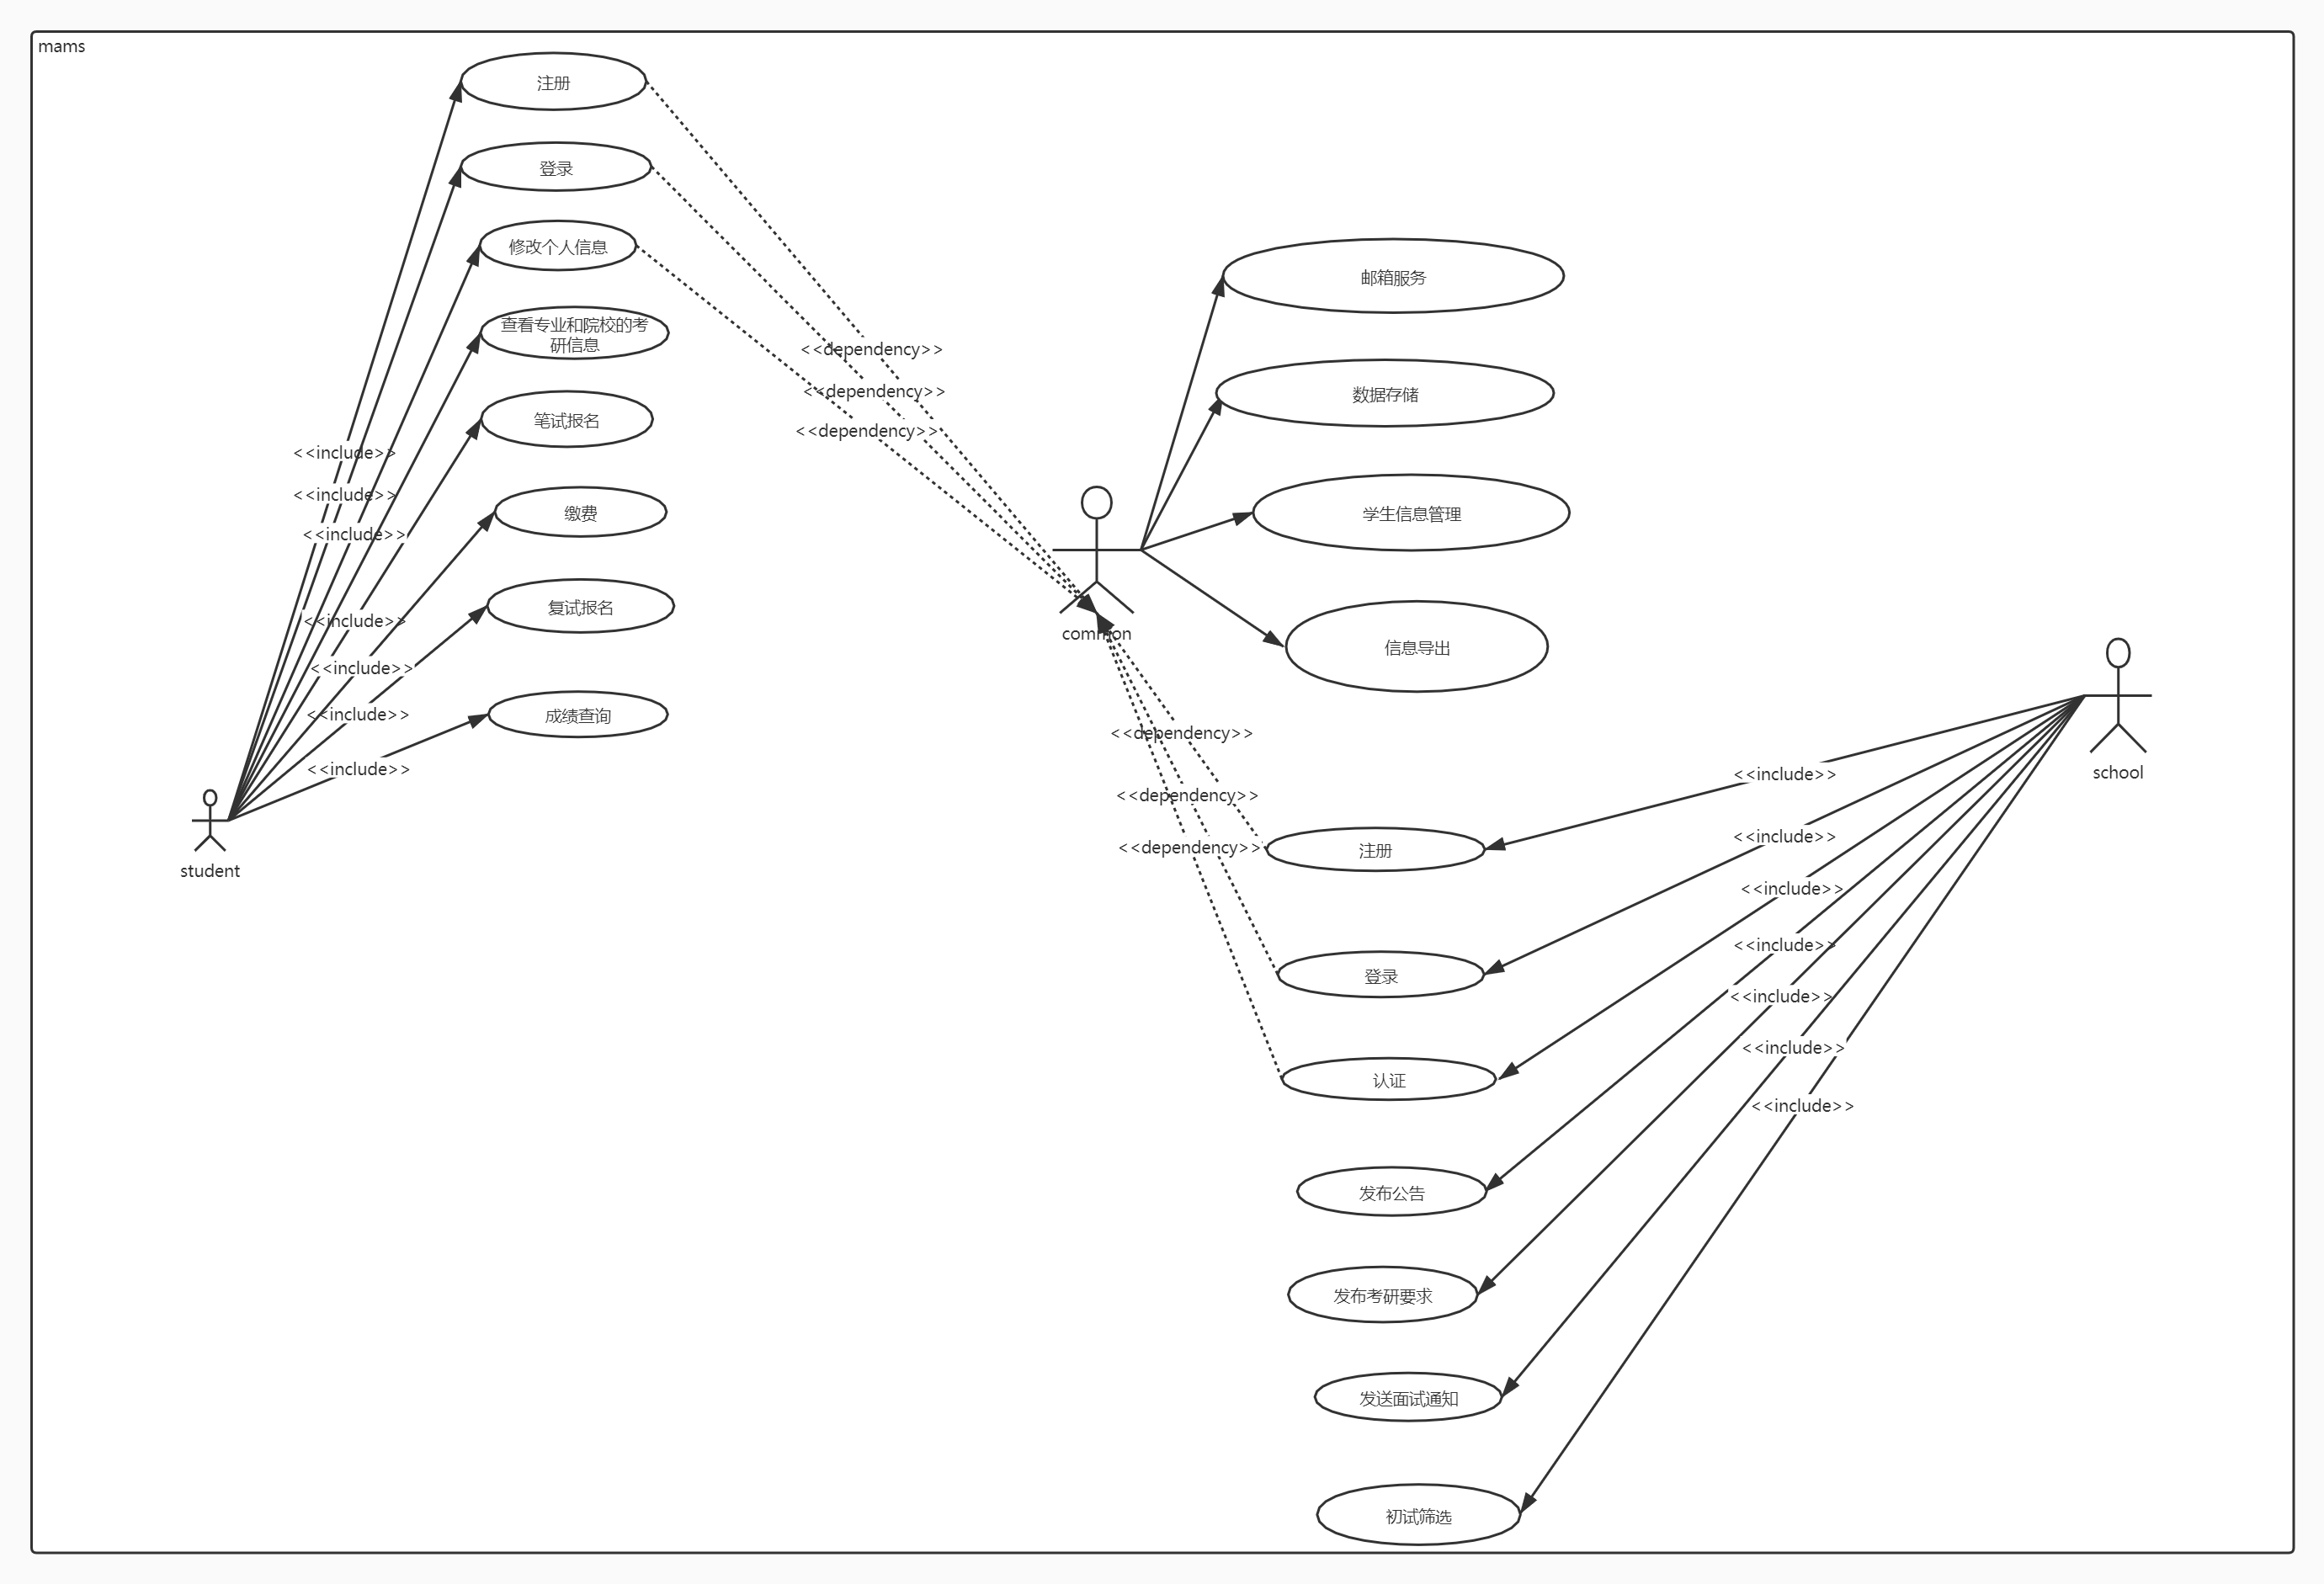 mams
注册
登录
修改个人信息
查看专业和院校的考
研信息
笔试报名
缴费
复试报名
成绩查询
<<include>>
<<include>>
<<include>>
<<include>>
<<include>>
<<include>>
<<include>>
student
<<dependency>>
<<dependency>>
<<dependency>>
common
邮箱服务
数据存储
学生信息管理
信息导出
<<dependency>>
<<dependency>>
<<dependency>>
注册
登录
认证
发布公告
发布考研要求
发送面试通知
初试筛选
<<include>>
<<include>>
<<include>>
<<include>>
<<include>>
<<include>>
<<include>>
school